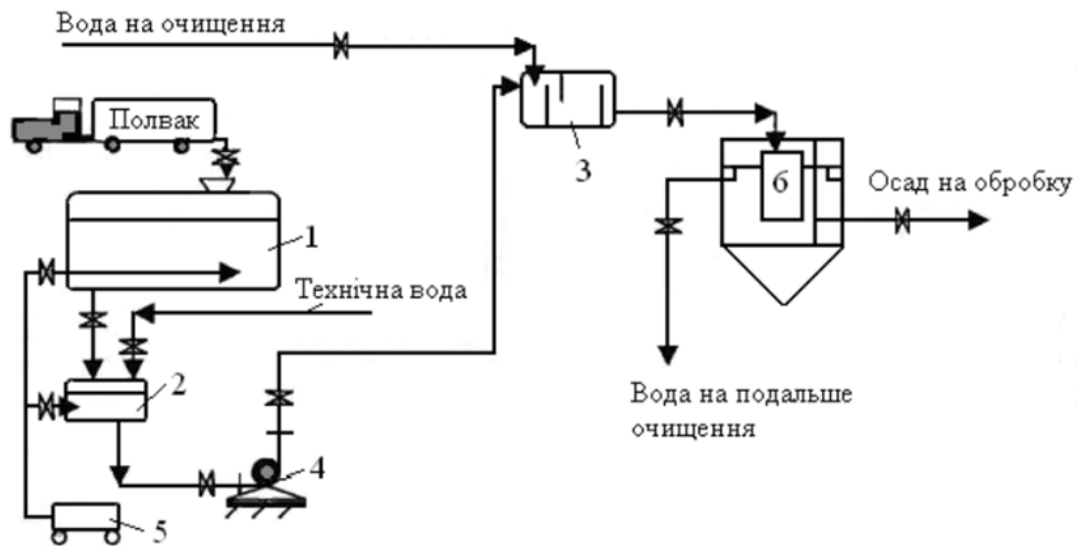 Вода на очищення
Полвак
3
6
Осад на обробку
1
Технічна вода
2
Вода на подальше
очищення
4
5